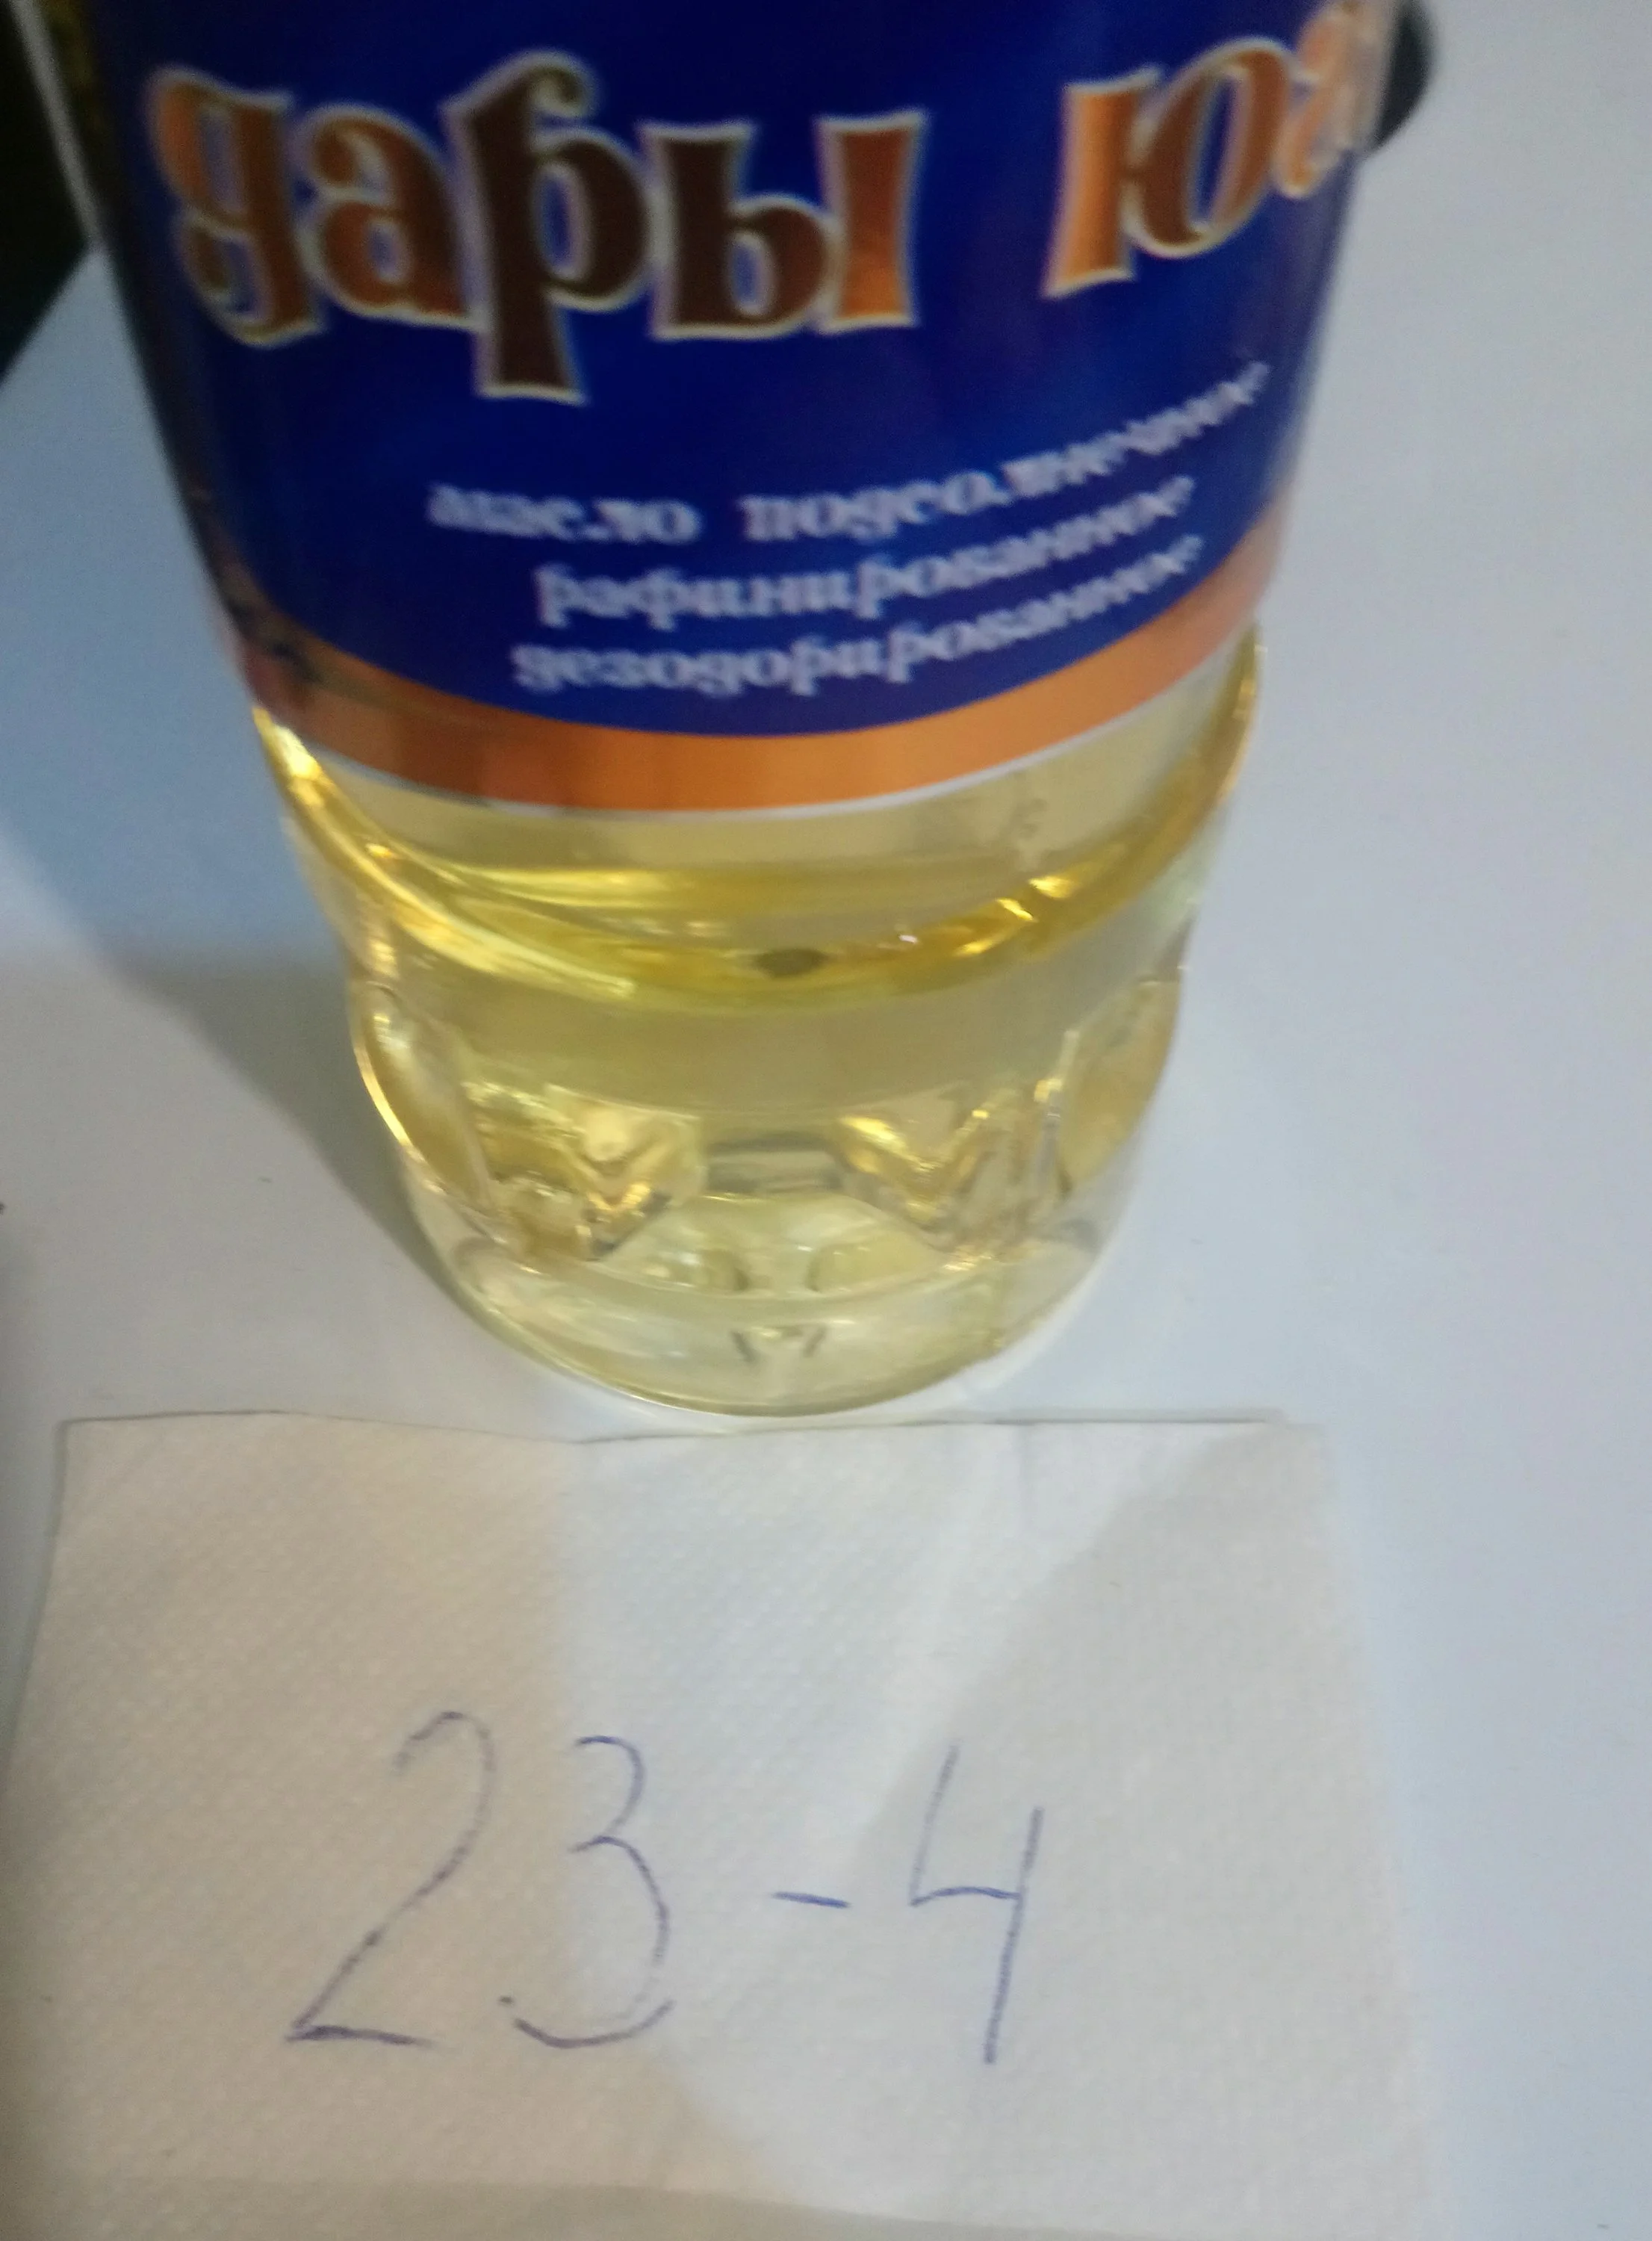 дары юга
масло подсолнечное
рафинированное
дезодорированное
23-4